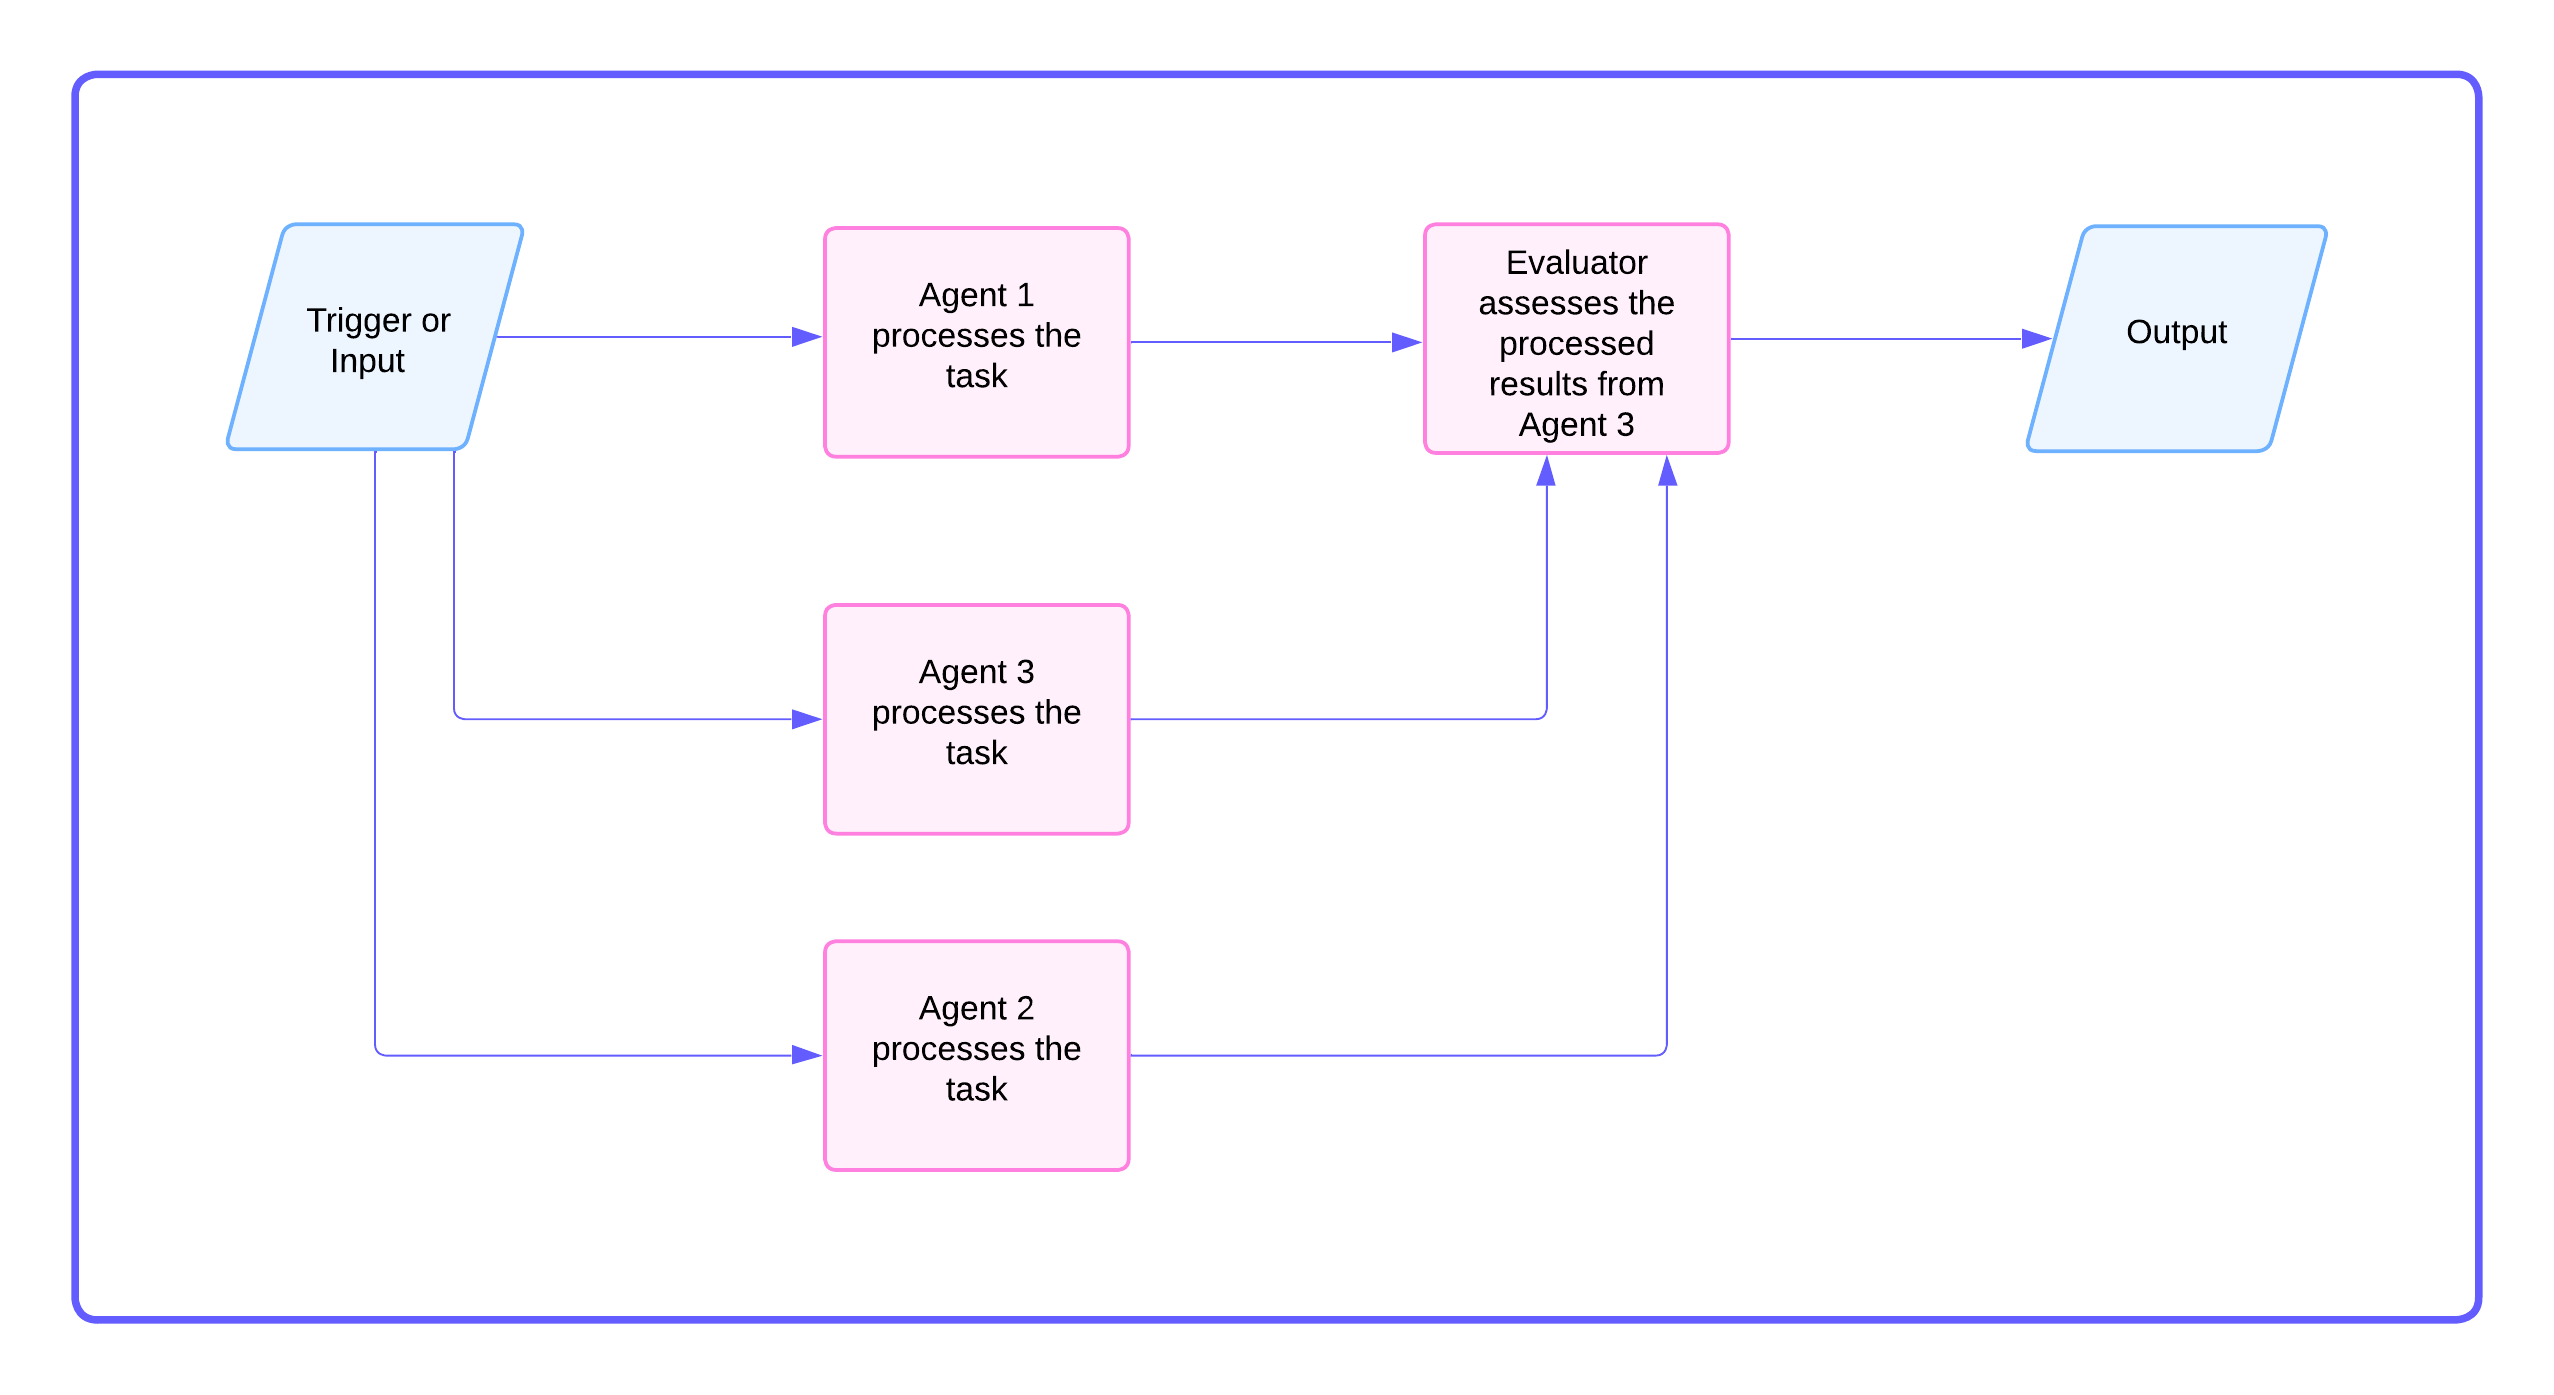 Trigger or
Input
Agent 1
processes the
task
Evaluator
assesses the
processed
results from
Agent 3
Output
Agent 3
processes the
task
Agent 2
processes the
task